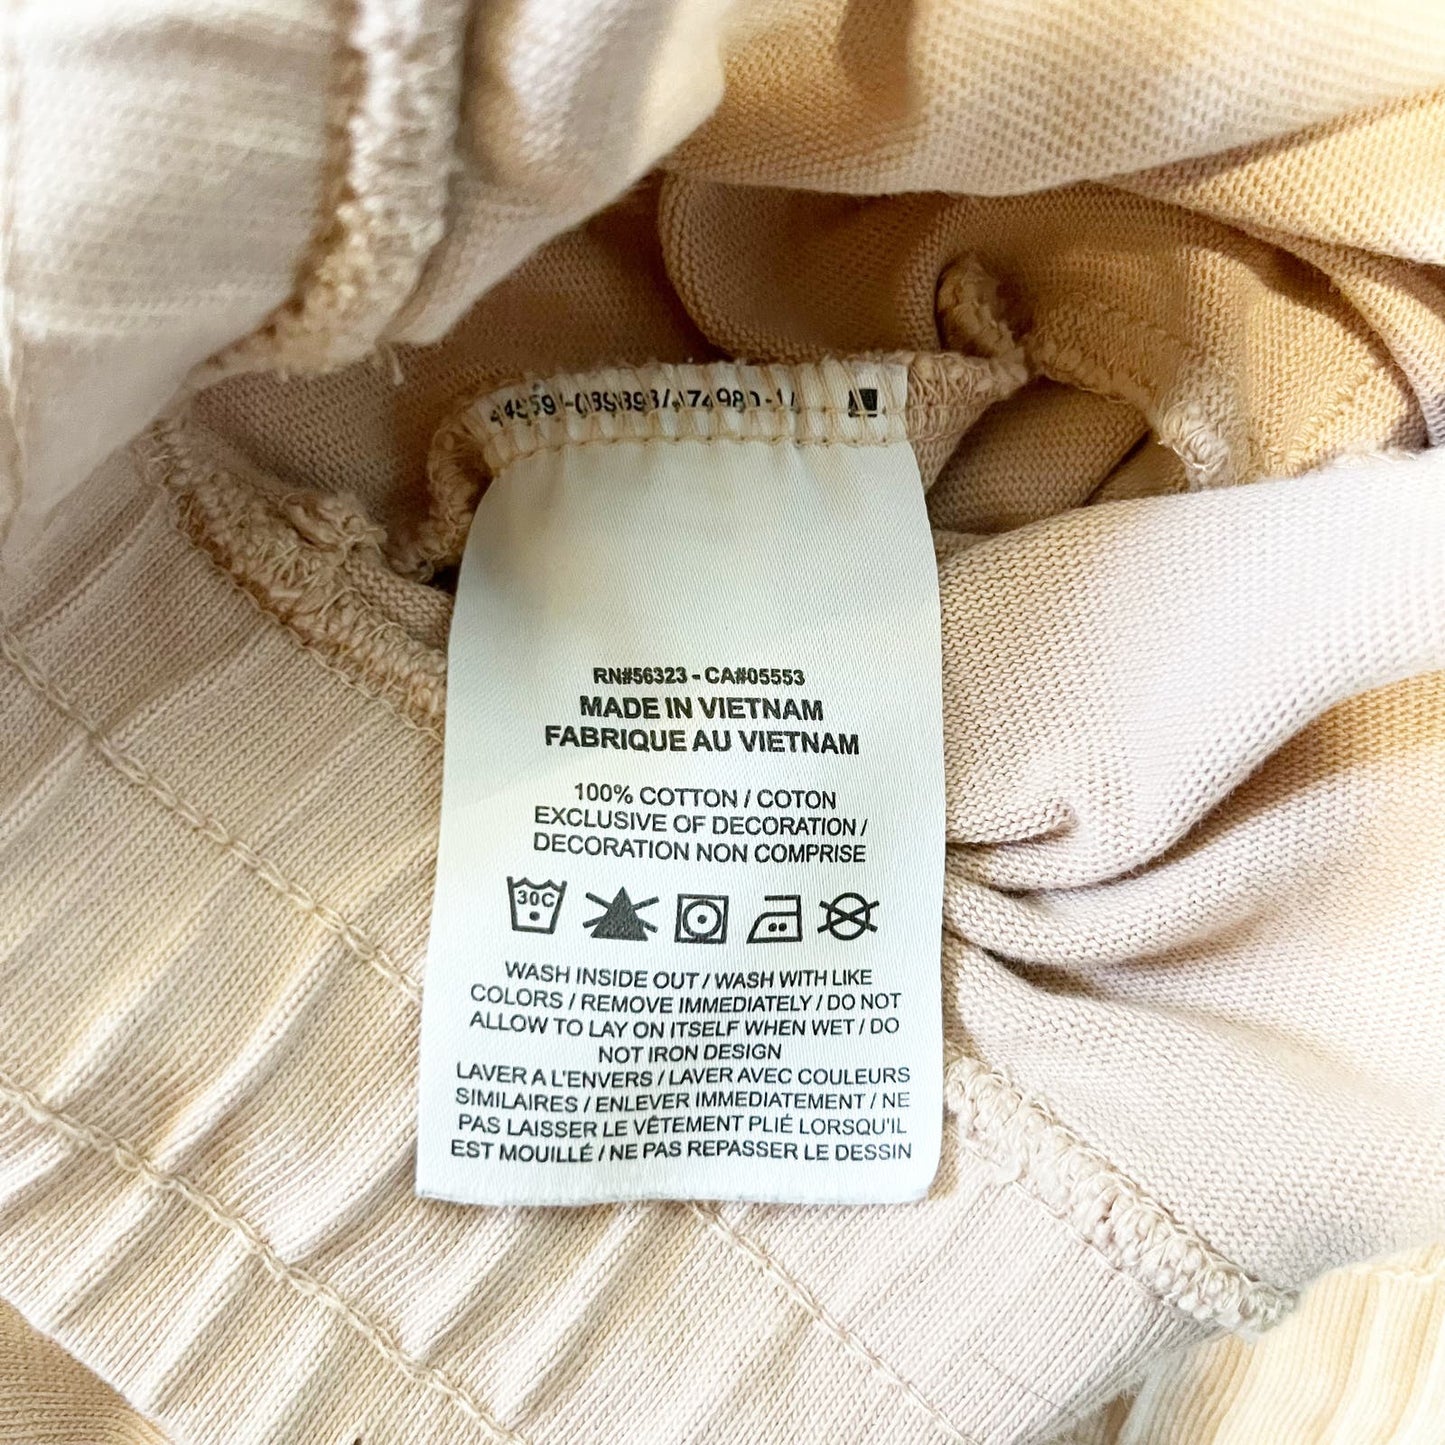 RN#56323 - CA#05553
MADE IN VIETNAM
FABRIQUE AU VIETNAM
100% COTTON / COTON
EXCLUSIVE OF DECORATION /
DECORATION NON COMPRISE
30C
WASH INSIDE OUT / WASH WITH LIKE
COLORS / REMOVE IMMEDIATELY / DO NOT
ALLOW TO LAY ON ITSELF WHEN WET / DO
NOT IRON DESIGN
LAVER A L'ENVERS / LAVER AVEC COULEURS
SIMILAIRES / ENLEVER IMMEDIATEMENT / NE
PAS LAISSER LE VÊTEMENT PLIÉ LORSQU'IL
EST MOUILLÉ / NE PAS REPASSER LE DESSIN